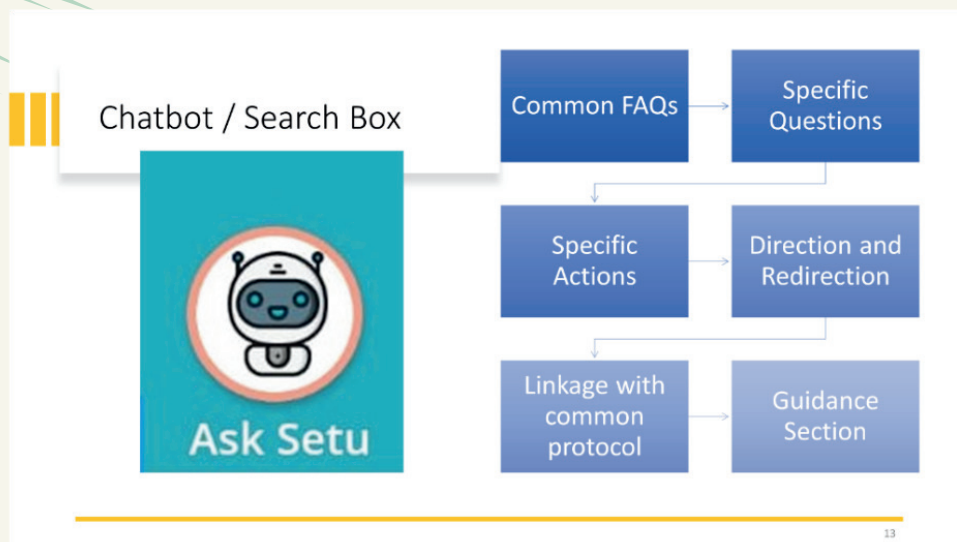 Chatbot / Search Box
Ask Setu
Common FAQs
Specific
Questions
Specific
Actions
Direction and
Redirection
Linkage with
common
protocol
Guidance
Section
13